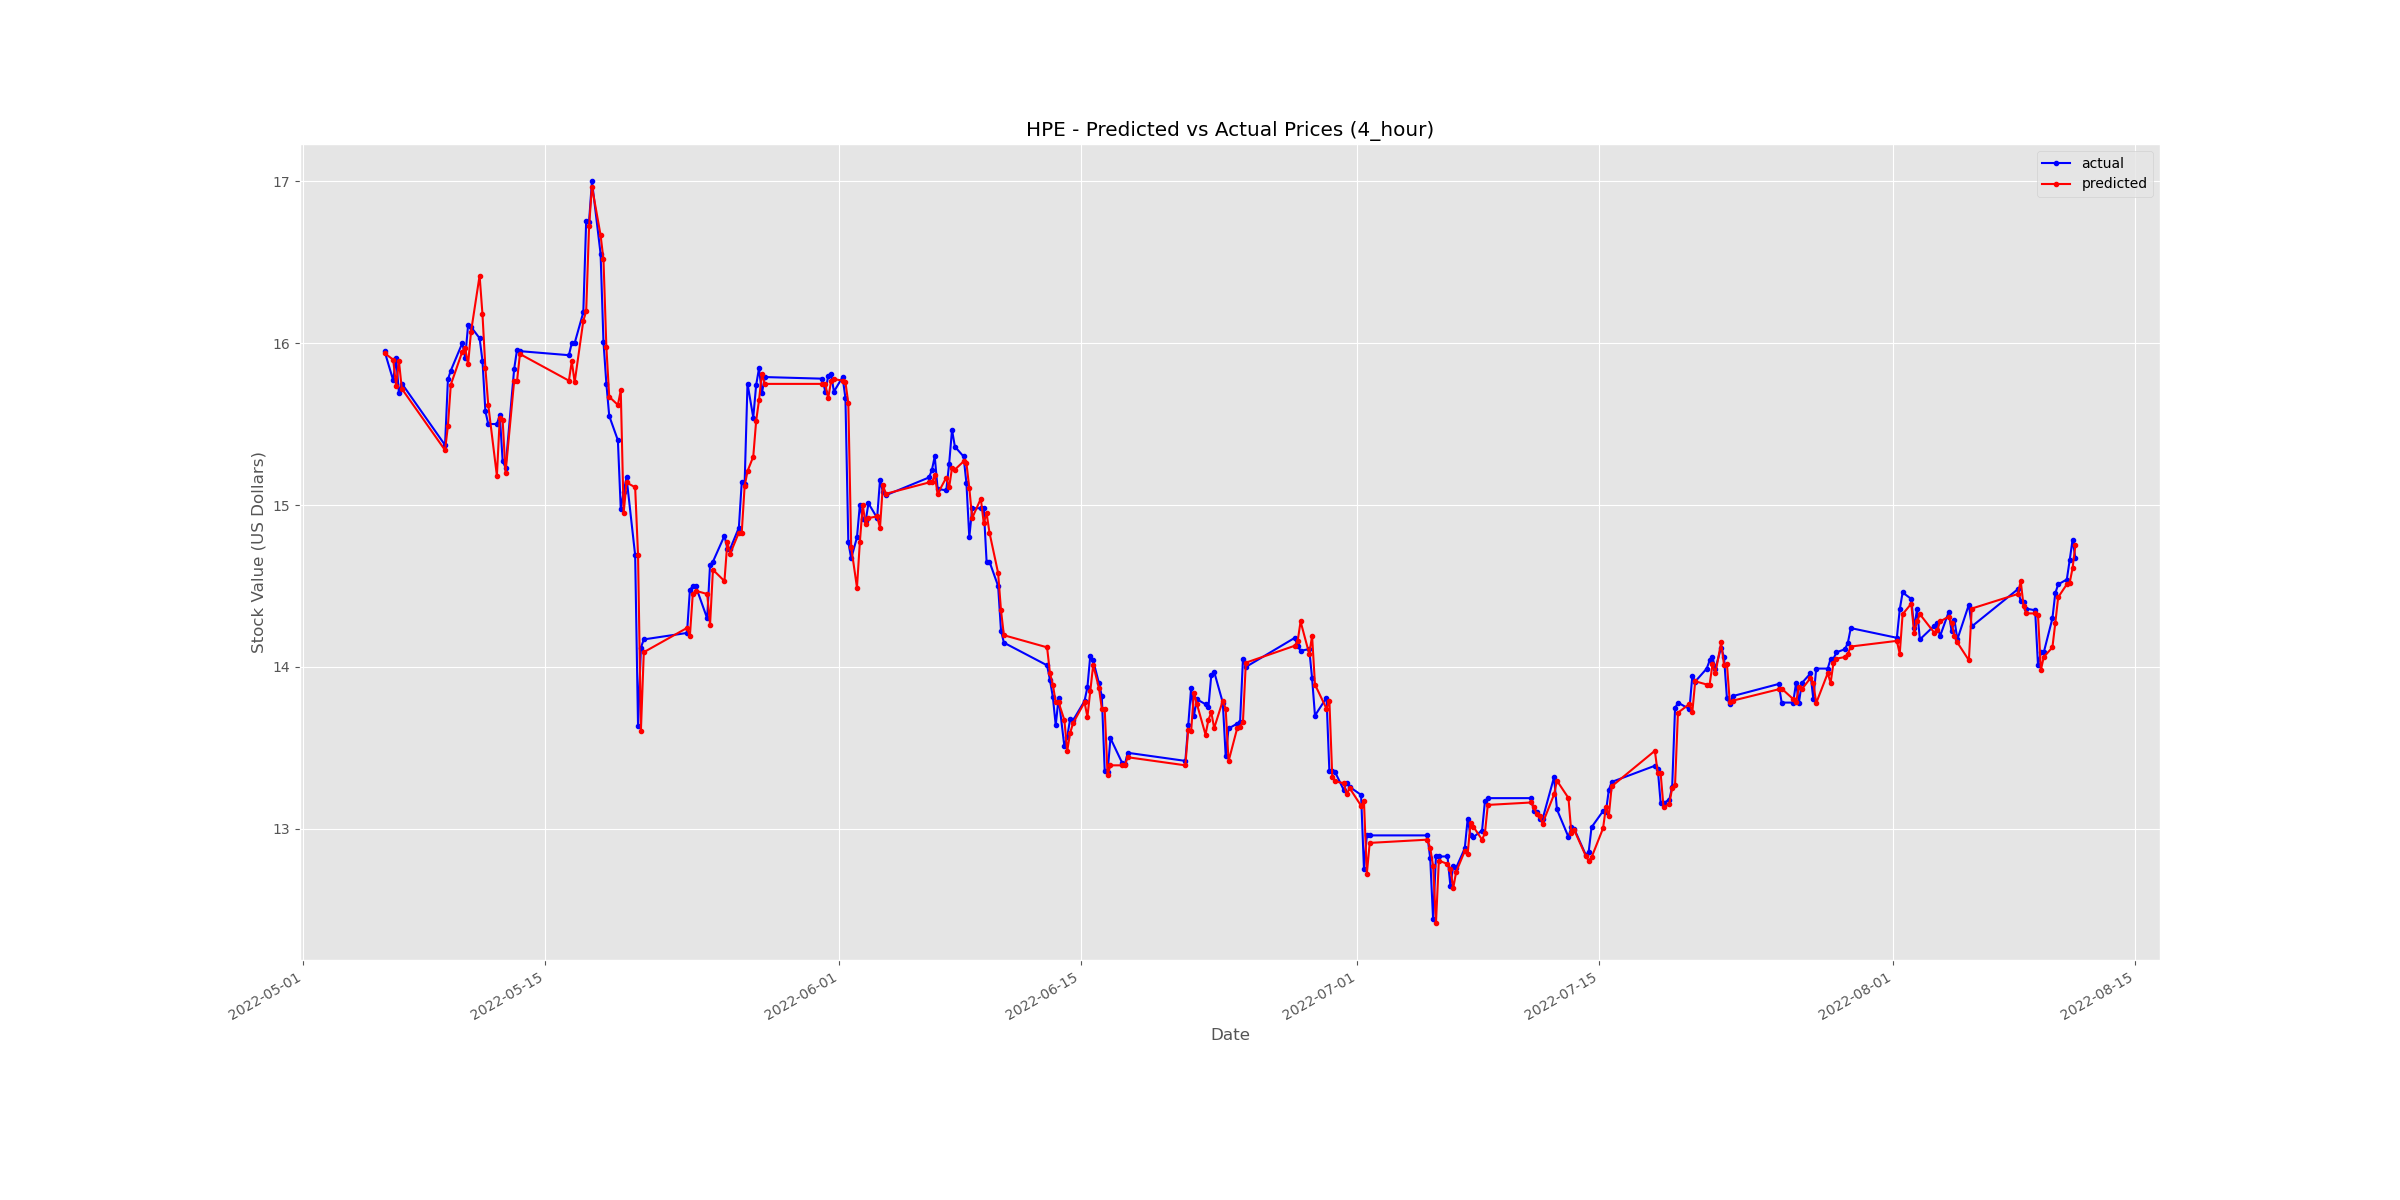 HPE - Predicted vs Actual Prices (4_hour)
actual
predicted
17
16
15
14
13
Stock Value (US Dollars)
2022-05-01
2022-05-15
2022-06-01
2022-06-15
2022-07-01
2022-07-15
2022-08-01
2022-08-15
Date